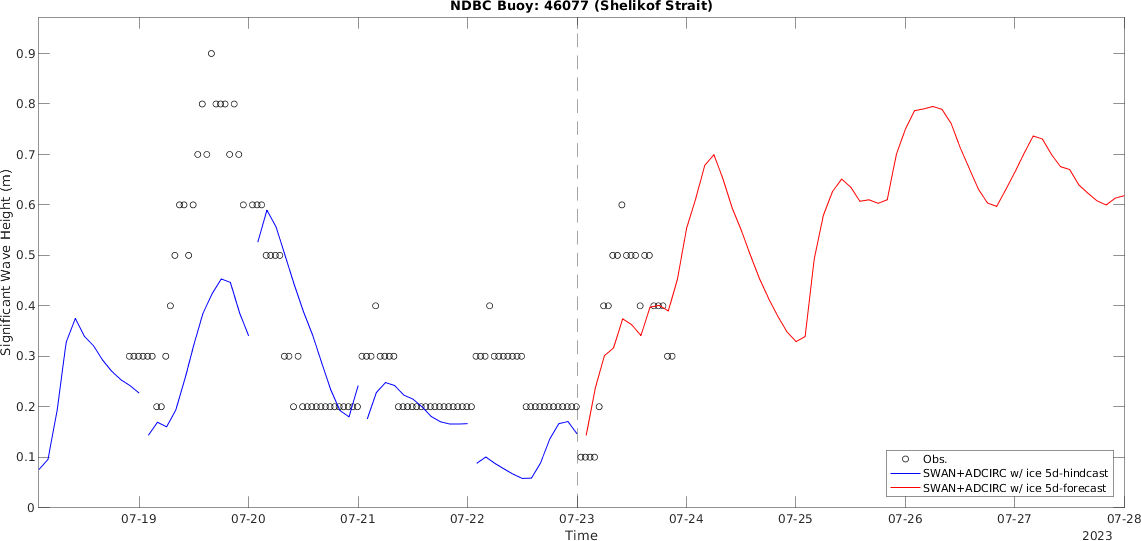 NDBC Buoy: 46077 (Shelikof Strait)
Significant Wave Height (m)
0.9
0.8
0.7
0.6
0.5
0.4
0.3
0.2
0.1
0
07-19 07-20 07-21 07-22 07-23 07-24 07-25 07-26 07-27 07-28
Time
2023
Obs.
SWAN+ADCIRC w/ ice 5d-hindcast
SWAN+ADCIRC w/ ice 5d-forecast